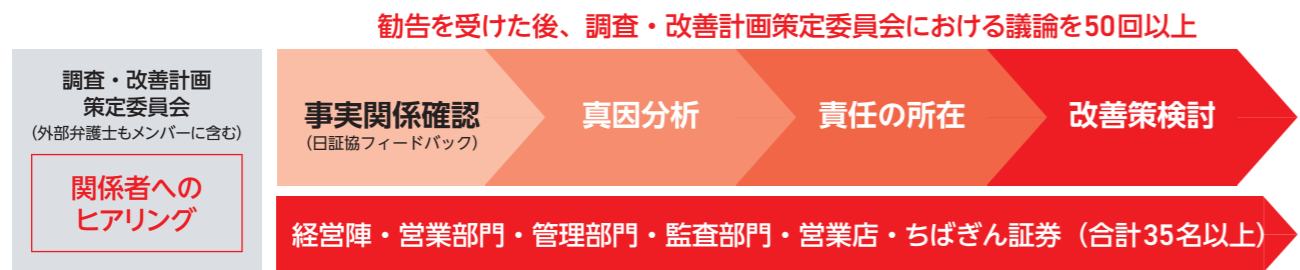 勧告を受けた後、調査・改善計画策定委員会における議論を50回以上
調査・改善計画
策定委員会
(外部弁護士もメンバーに含む)
関係者への
ヒアリング
事実関係確認
(日証協フィードバック)
真因分析
責任の所在
改善策検討
経営陣・営業部門・管理部門・監査部門・営業店・ちばぎん証券（合計35名以上）